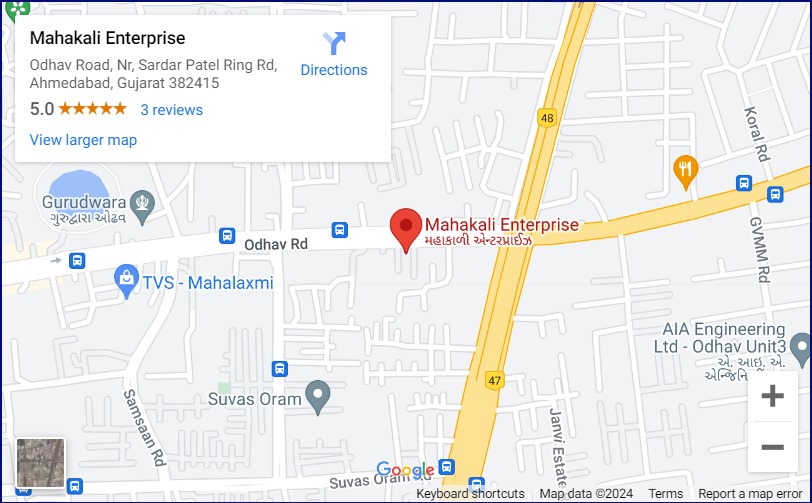 Mahakali Enterprise
Odhav Road, Nr, Sardar Patel Ring Rd,
Ahmedabad, Gujarat 382415
5.0
3 reviews
View larger map
Directions
48
Koral Rd
Gurudwara
ગુરુદ્વારા ઓઢવ
Odhav Rd
Mahakali Enterprise
મહાકાળી એન્ટરપ્રાઈઝ
GVMM Rd
TVS - Mahalaxmi
AIA Engineering
Ltd - Odhav Unit3
એ. આઇ. એ.
47
Suvas Oram
Samsaan Rd
Janvi Estate
Google
Suvas Oram Rd
Keyboard shortcuts
Map data ©2024
Terms
Report a map error